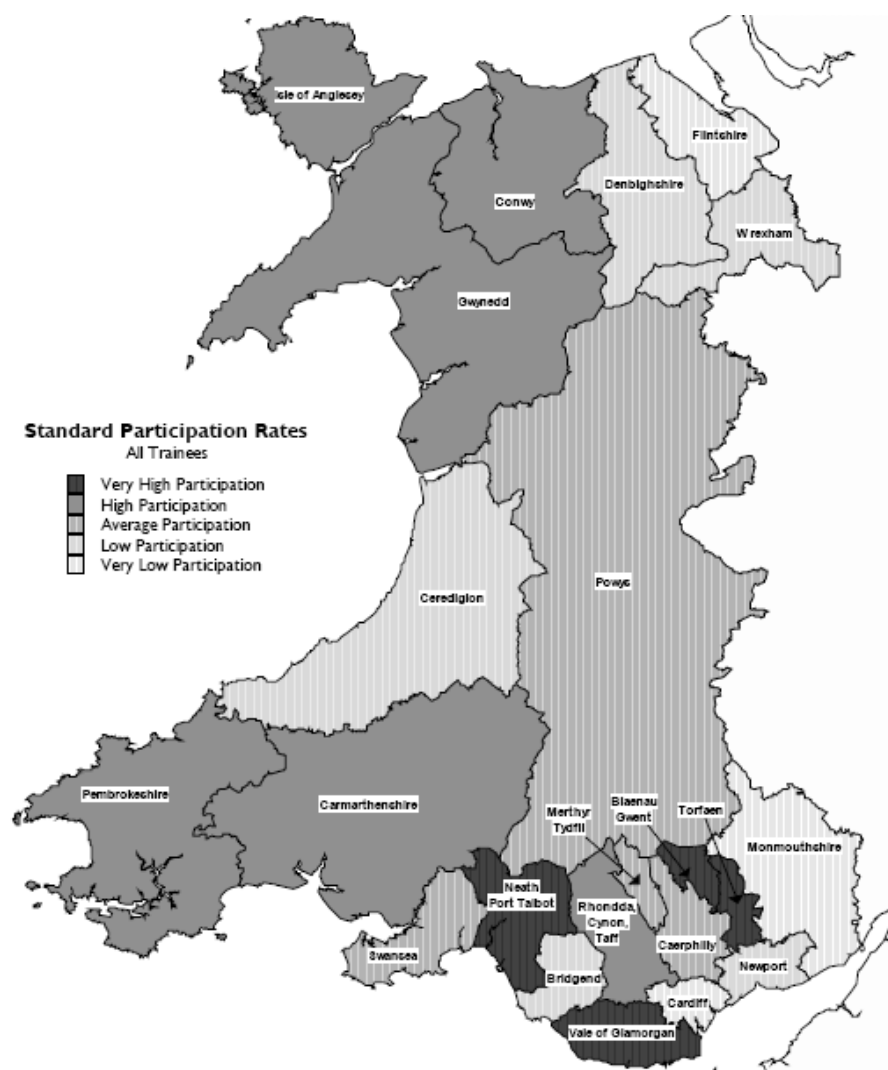 Isle of Anglesey
Flintshire
Conwy
Denbighshire
Wrexham
Gwynedd
Standard Participation Rates
All Trainees
Very High Participation
High Participation
Average Participation
Low Participation
Very Low Participation
Ceredigion
Powys
Pembrokeshire
Carmarthenshire
Merthyr
Tydfil
Blaenau
Gwent
Torfaen
Monmouthshire
Neath
Port Talbot
Rhondda,
Cynon,
Taff
Caerphilly
Swansea
Bridgend
Newport
Cardiff
Vale of Glamorgan